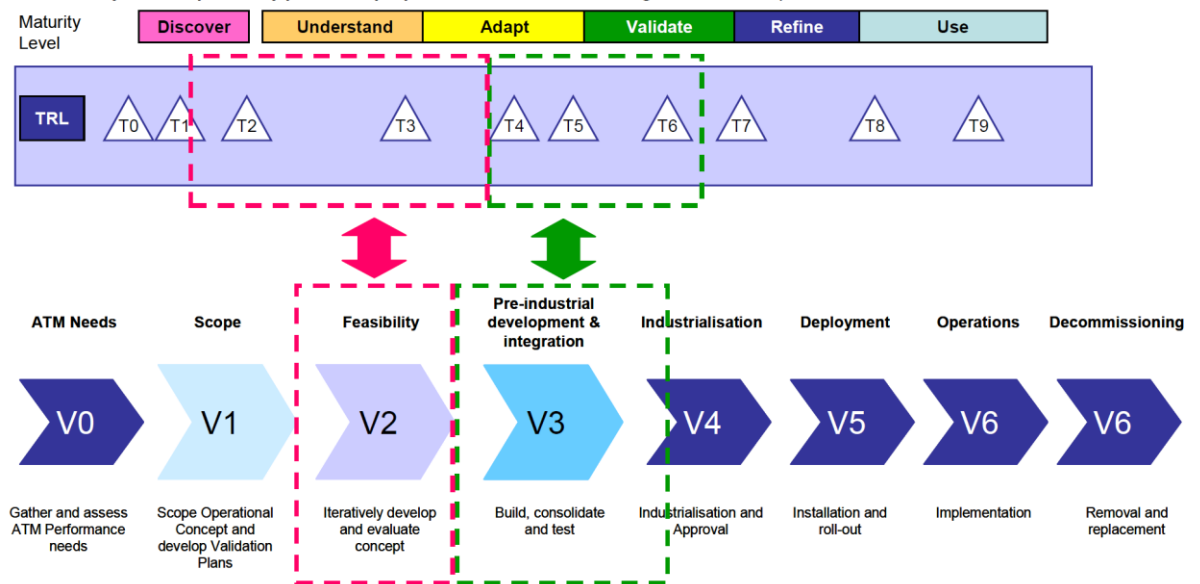 Maturity
Level
Discover
Understand
Adapt
Validate
Refine
Use
TRL
T0
T1
T2
T3
T4
T5
T6
T7
T8
T9
ATM Needs
Scope
Feasibility
Pre-industrial
development &
integration
Industrialisation
Deployment
Operations
Decommissioning
V0
V1
V2
V3
V4
V5
V6
V6
Gather and assess
ATM Performance
needs
Scope Operational
Concept and
develop Validation
Plans
Iteratively develop
and evaluate
concept
Build, consolidate
and test
Industrialisation and
Approval
Installation and
roll-out
Implementation
Removal and
replacement